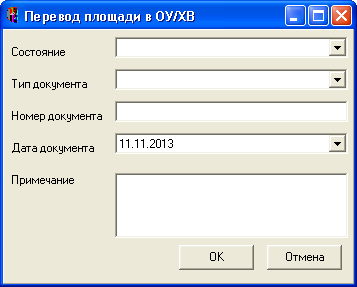 Перевод площади в ОУ/ХВ
Состояние
Тип документа
Номер документа
Дата документа 11.11.2013
Примечание
OK Отмена